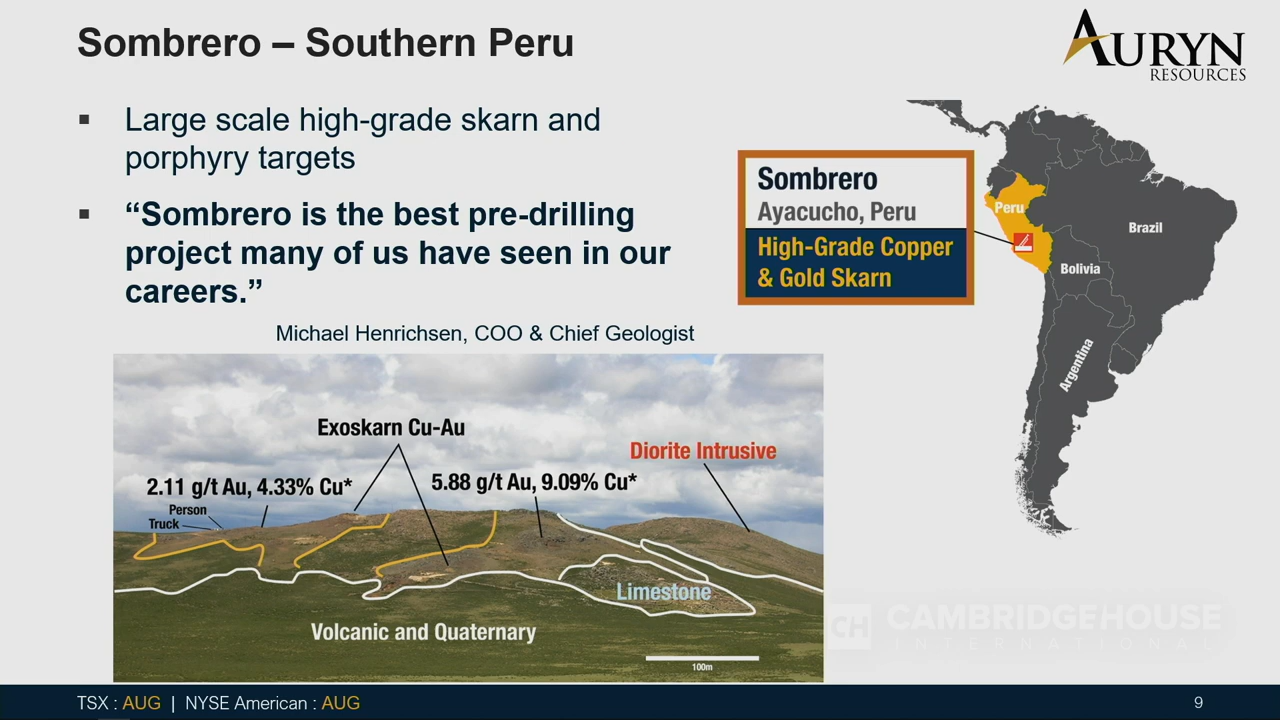 Sombrero – Southern Peru
AURYN
RESOURCES
▪ Large scale high-grade skarn and
porphyry targets
▪ “Sombrero is the best pre-drilling
project many of us have seen in our
careers.”
Michael Henrichsen, COO & Chief Geologist
Sombrero
Ayacucho, Peru
High-Grade Copper
& Gold Skarn
Peru
Brazil
Bolivia
Argentina
Exoskarn Cu-Au
Diorite Intrusive
2.11 g/t Au, 4.33% Cu*
5.88 g/t Au, 9.09% Cu*
Person
Truck
Limestone
Volcanic and Quaternary
100m
CH CAMBRIDGEHOUSE
INTERNATIONAL
TSX : AUG | NYSE American : AUG
9